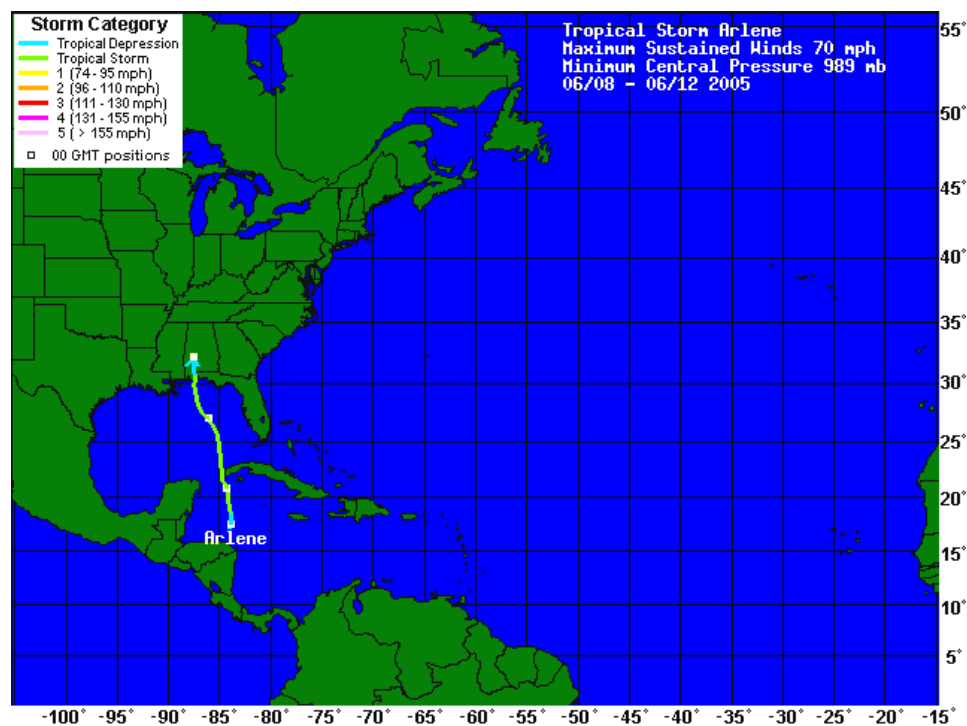 Storm Category
Tropical Depression
Tropical Storm
1 (74 - 95 mph)
2 (96 - 110 mph)
3 (111 - 130 mph)
4 (131 - 155 mph)
5 ( > 155 mph)
00 GMT positions
Tropical Storm Arlene
Maximum Sustained Winds 70 mph
Minimum Central Pressure 989 mb
06/08 - 06/12 2005
55°
50°
45°
40°
35°
30°
25°
20°
15°
10°
5°
Arlene
-100° -95° -90° -85° -80° -75° -70° -65° -60° -55° -50° -45° -40° -35° -30° -25° -20° -15°